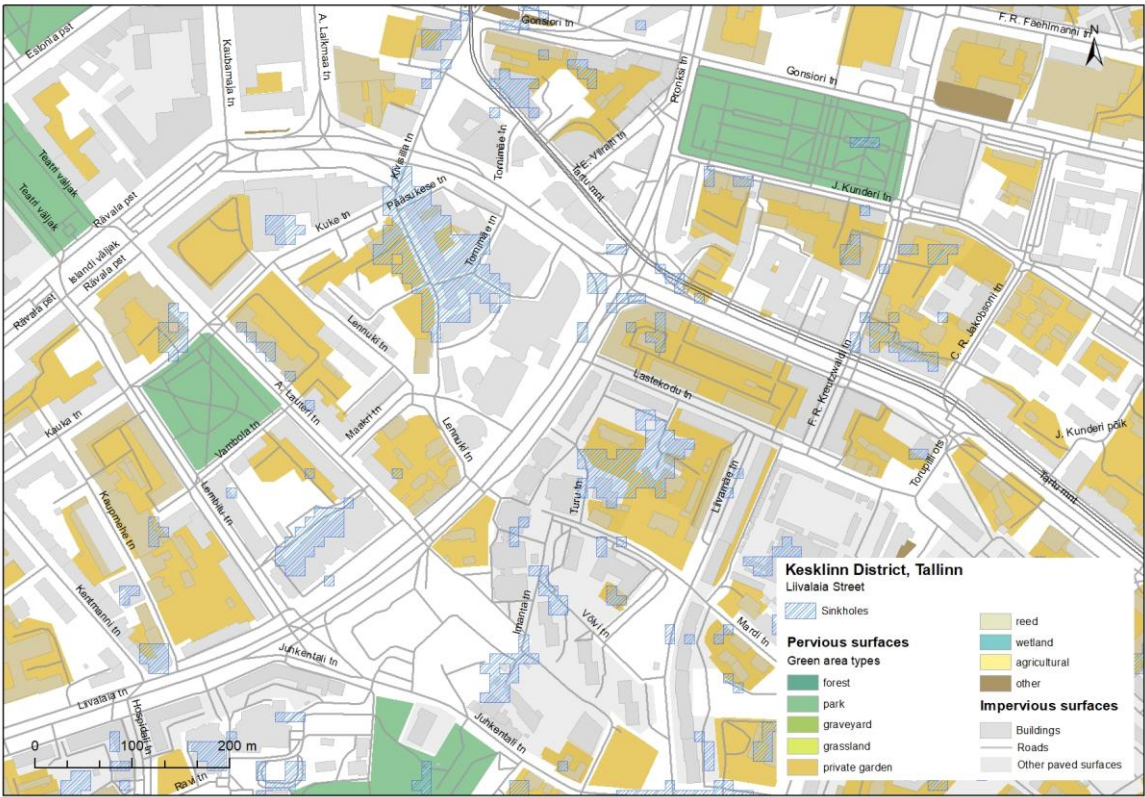 Estonia pst
Kaubamaja tn
A. Laikmaa tn
Gonsiori tn
F. R. Faehlmanni tn
N
Gonsiori tn
Pronksi tn
Teatri väljak
Teatri väljak
Rävala pst
Kivisilla tn
Pääsukese tn
Tornimäe tn
E. Viiralti tn
Tartu mnt
J. Kunderi tn
Kuke tn
Tornimäe tn
Islandi väljak
Rävala pst
Rävala pst
Lennuki tn
C. R. Jakobsoni tn
F. R. Kreutzwaldi tn
Lastekodu tn
Kauka tn
A. Lauteri tn
Vambola tn
Maakri tn
Lennuki tn
J. Kunderi põik
Torupilli ots
Tartu mnt
Kaupmehe tn
Lembitu tn
Turu tn
Liivamäe tn
Kentmanni tn
Imanta tn
Võlvi tn
Mardi tn
Juhkentali tn
Liivalaia tn
Hospidali tn
Juhkentali tn
Ravi tn
0 100 200 m
Kesklinn District, Tallinn
Liivalaia Street
Sinkholes
Pervious surfaces
Green area types
forest
park
graveyard
grassland
private garden
reed
wetland
agricultural
other
Impervious surfaces
Buildings
Roads
Other paved surfaces